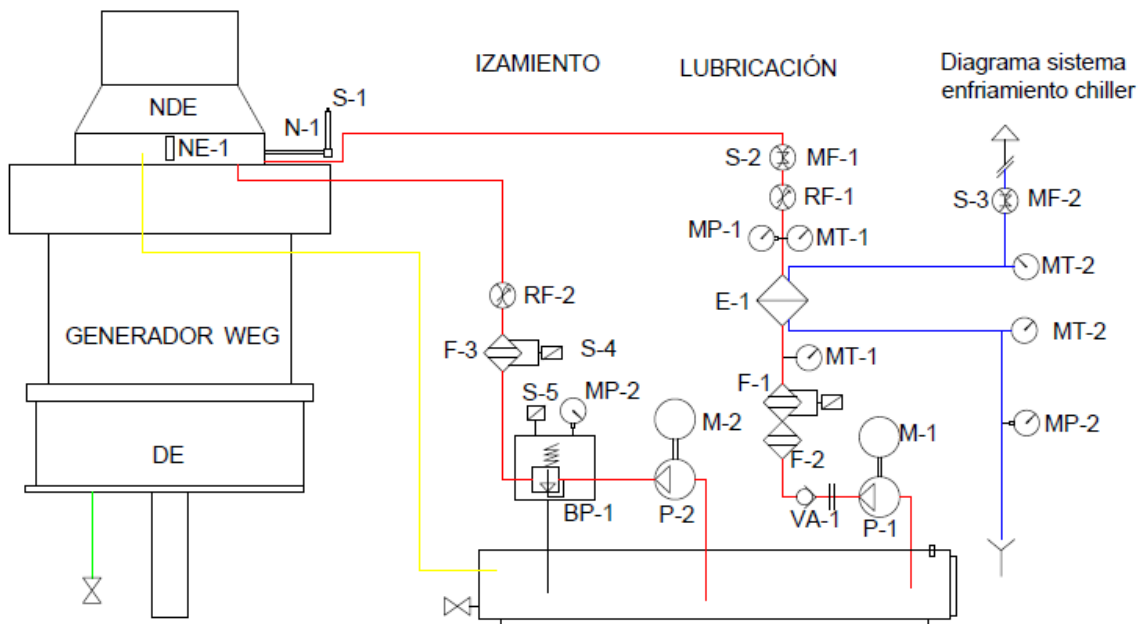 IZAMIENTO
LUBRICACIÓN
Diagrama sistema
enfriamiento chiller
NDE
S-1
N-1
NE-1
S-2
MF-1
RF-1
S-3
MF-2
MP-1
MT-1
MT-2
E-1
RF-2
GENERADOR WEG
MT-2
F-3
S-4
MT-1
F-1
S-5
MP-2
M-2
M-1
MP-2
DE
F-2
BP-1
P-2
VA-1
P-1